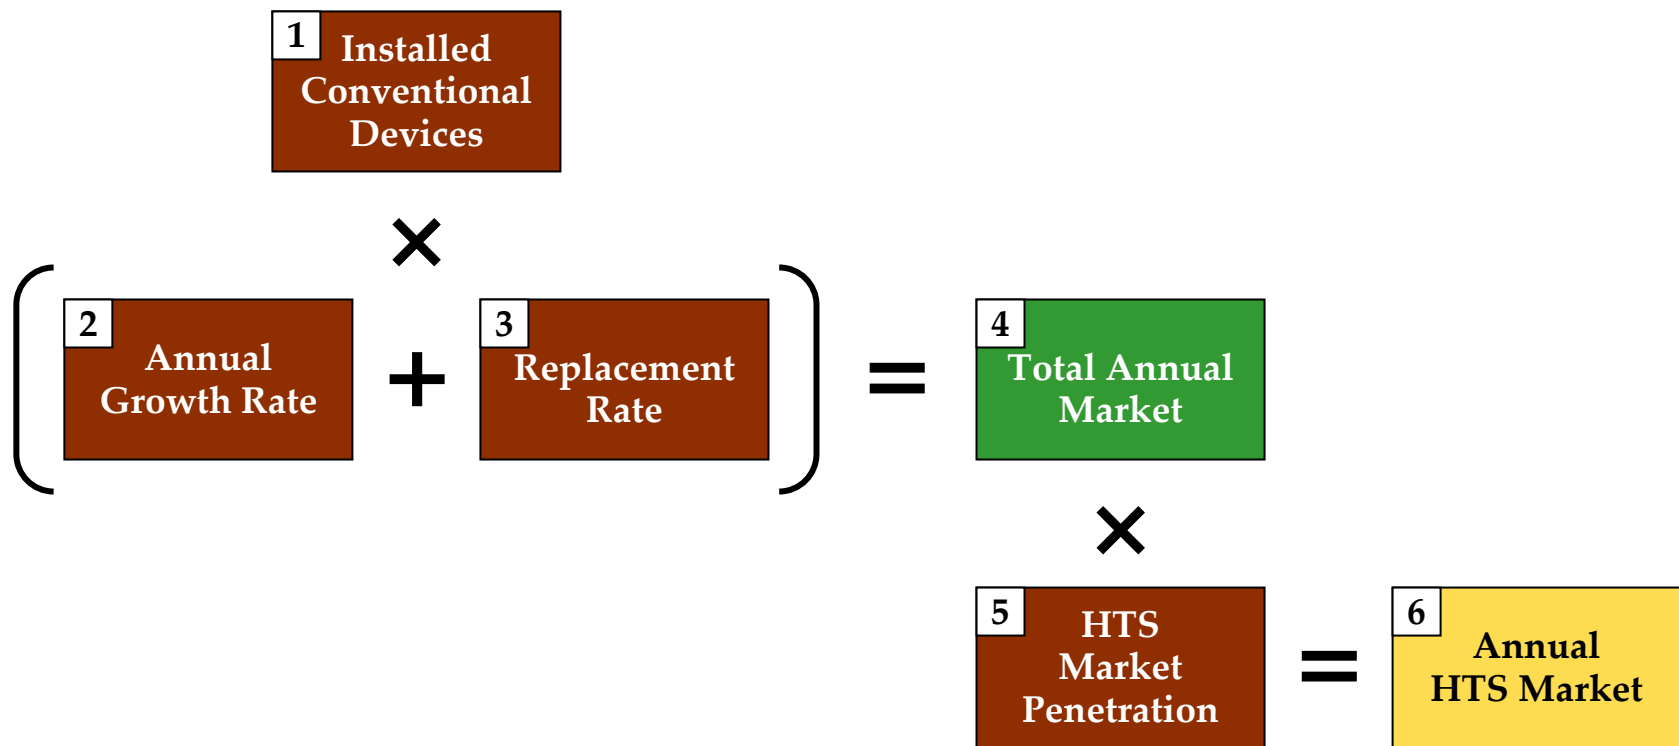 1
Installed
Conventional
Devices
×
(
2
Annual
Growth Rate
+
3
Replacement
Rate
)
=
4
Total Annual
Market
×
5
HTS
Market
Penetration
=
6
Annual
HTS Market